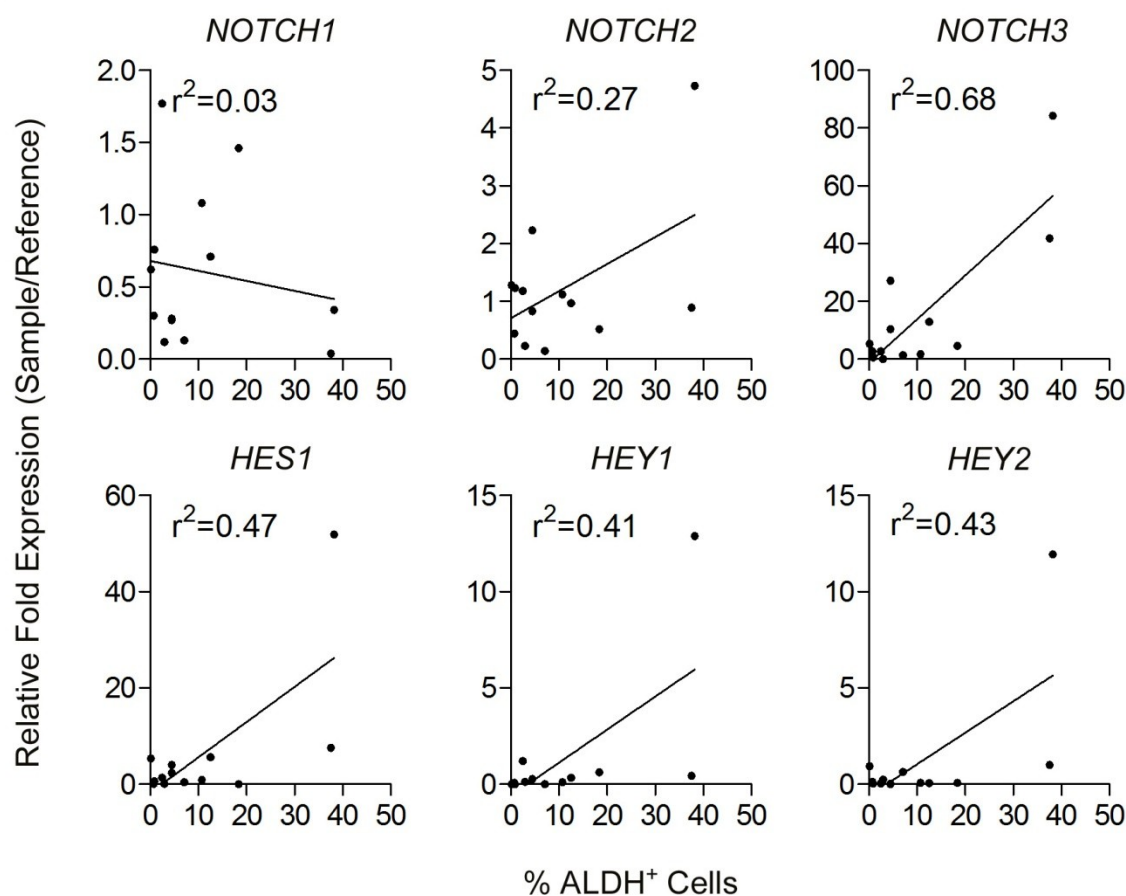 NOTCH1 NOTCH2 NOTCH3
2.0 5 100
r²=0.03 r²=0.27 r²=0.68
4 80
1.5
3 60
1.0
2 40
0.5
1 20
0.0 0 0
0 10 20 30 40 50 0 10 20 30 40 50 0 10 20 30 40 50
Relative Fold Expression (Sample/Reference)
HES1 HEY1 HEY2
60 15 15
r²=0.47 r²=0.41 r²=0.43
40 10 10
20 5 5
0 0 0
0 10 20 30 40 50 0 10 20 30 40 50 0 10 20 30 40 50
% ALDH⁺ Cells